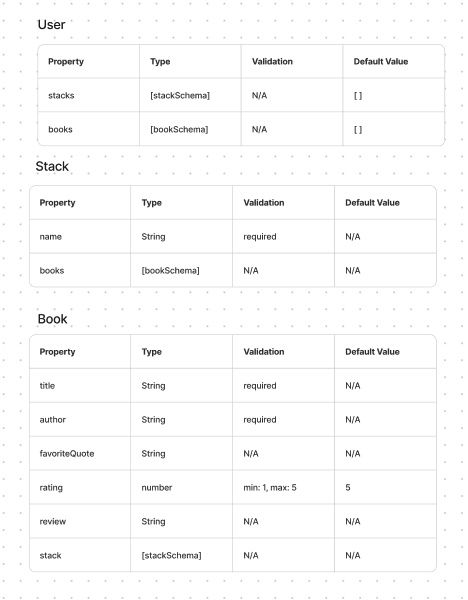 User
Property Type Validation Default Value
stacks [stackSchema] N/A [ ]
books [bookSchema] N/A [ ]
Stack
Property Type Validation Default Value
name String required N/A
books [bookSchema] N/A N/A
Book
Property Type Validation Default Value
title String required N/A
author String required N/A
favoriteQuote String N/A N/A
rating number min: 1, max: 5 5
review String N/A N/A
stack [stackSchema] N/A N/A